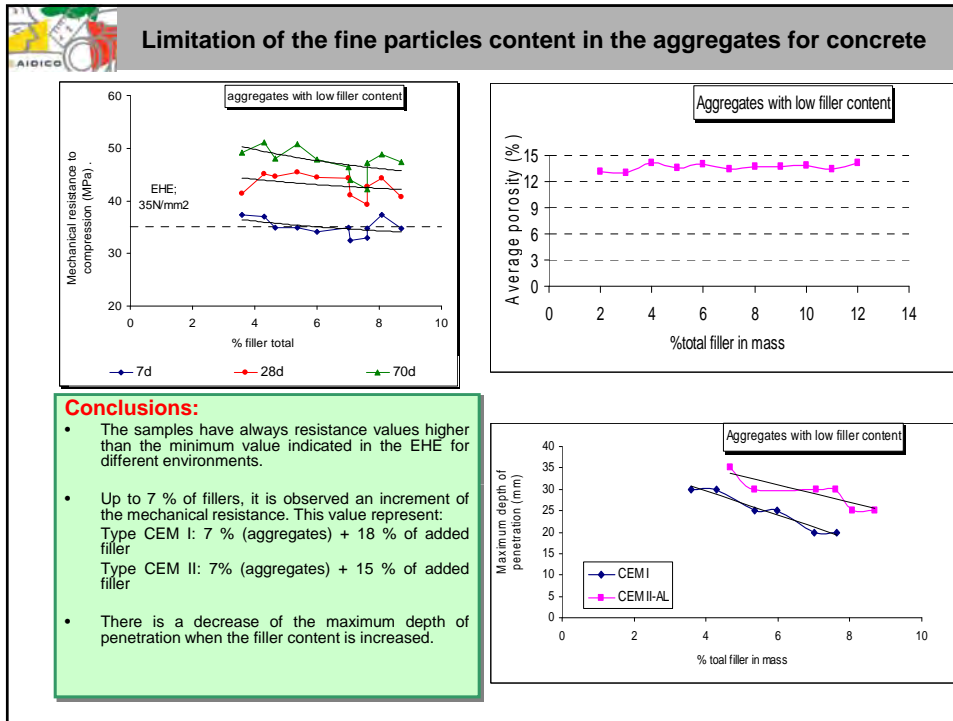 AIDICO
Limitation of the fine particles content in the aggregates for concrete
aggregates with low filler content
Mechanical resistance to
compression (MPa) .
60
50
40
30
20
EHE;
35N/mm2
0 2 4 6 8 10
% filler total
7d 28d 70d
Aggregates with low filler content
Average porosity (%)
15
12
9
6
3
0
0 2 4 6 8 10 12 14
%total filler in mass
Conclusions:
• The samples have always resistance values higher
than the minimum value indicated in the EHE for
different environments.
• Up to 7 % of fillers, it is observed an increment of
the mechanical resistance. This value represent:
Type CEM I: 7 % (aggregates) + 18 % of added
filler
Type CEM II: 7% (aggregates) + 15 % of added
filler
• There is a decrease of the maximum depth of
penetration when the filler content is increased.
Aggregates with low filler content
Maximum depth of
penetration (mm)
40
35
30
25
20
15
10
5
0
CEM I
CEM II-AL
0 2 4 6 8 10
% toal filler in mass